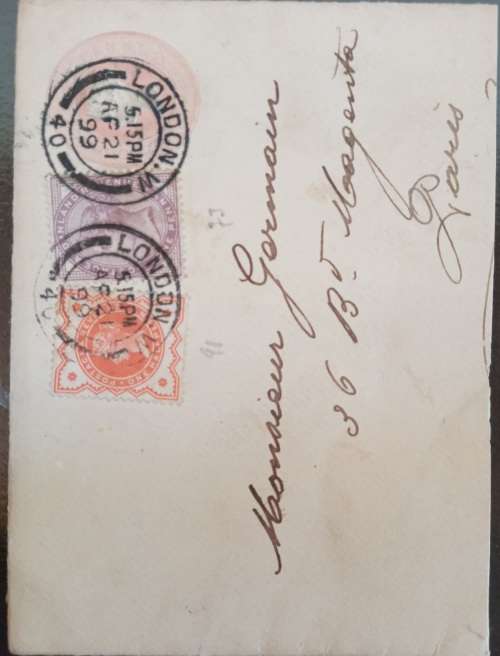 LONDON.W
5.15PM
AP 21
99
40
LONDON.W
5.15PM
AP 21
99
40
Monsieur Germain
36 Bd Magenta
Paris